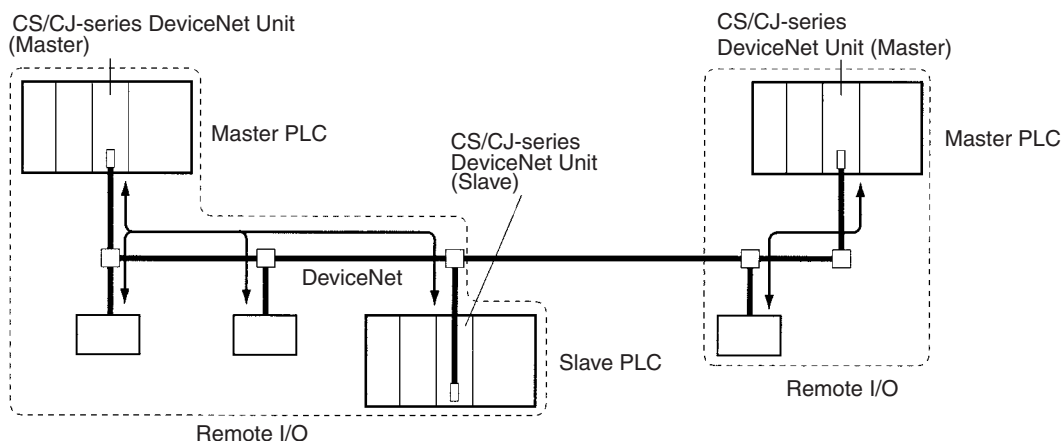 CS/CJ-series DeviceNet Unit
(Master)
Master PLC
CS/CJ-series
DeviceNet Unit
(Slave)
CS/CJ-series
DeviceNet Unit (Master)
Master PLC
DeviceNet
Slave PLC
Remote I/O
Remote I/O